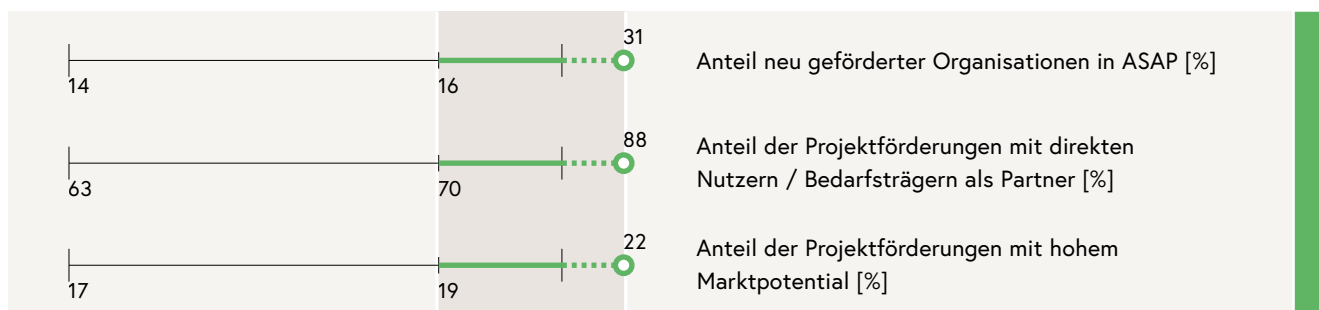 31
Anteil neu geförderter Organisationen in ASAP [%]
14
16
88
Anteil der Projektförderungen mit direkten
Nutzern / Bedarfsträgern als Partner [%]
63
70
22
Anteil der Projektförderungen mit hohem
Marktpotential [%]
17
19